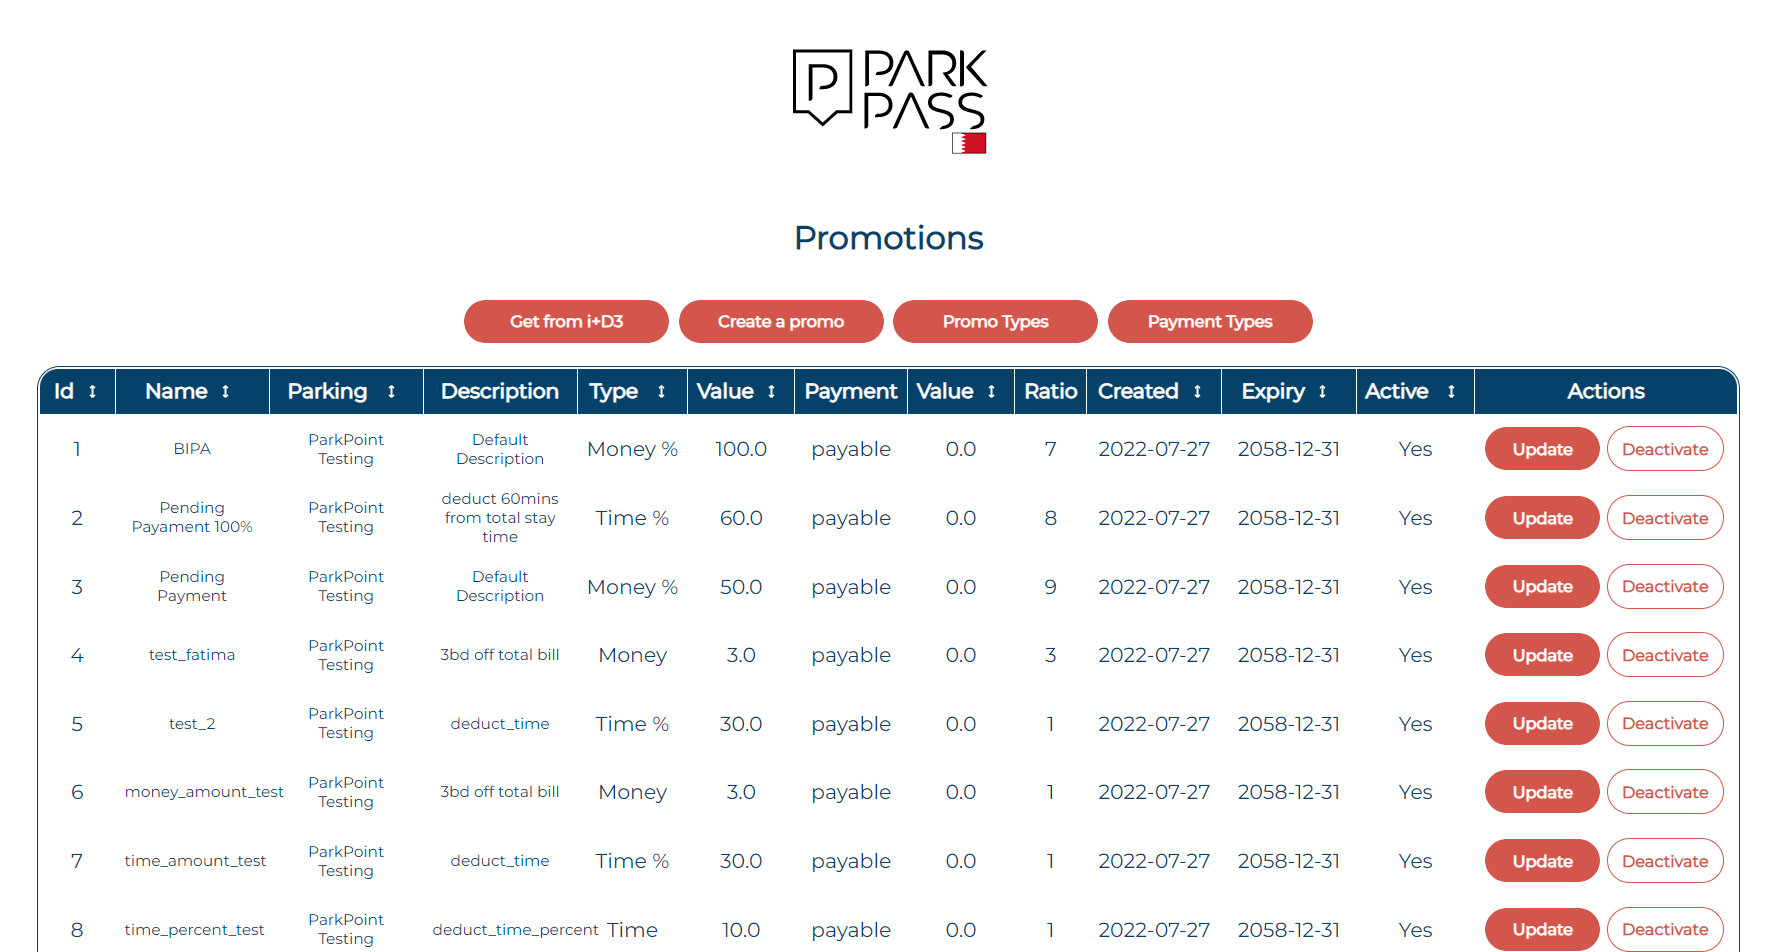 P PARK
PASS
Promotions
Get from i+D3 Create a promo Promo Types Payment Types
Id Name Parking Description Type Value Payment Value Ratio Created Expiry Active Actions
1 BIPA ParkPoint Testing Default Description Money % 100.0 payable 0.0 7 2022-07-27 2058-12-31 Yes Update Deactivate
2 Pending Payament 100% ParkPoint Testing deduct 60mins from total stay time Time % 60.0 payable 0.0 8 2022-07-27 2058-12-31 Yes Update Deactivate
3 Pending Payment ParkPoint Testing Default Description Money % 50.0 payable 0.0 9 2022-07-27 2058-12-31 Yes Update Deactivate
4 test_fatima ParkPoint Testing 3bd off total bill Money 3.0 payable 0.0 3 2022-07-27 2058-12-31 Yes Update Deactivate
5 test_2 ParkPoint Testing deduct_time Time % 30.0 payable 0.0 1 2022-07-27 2058-12-31 Yes Update Deactivate
6 money_amount_test ParkPoint Testing 3bd off total bill Money 3.0 payable 0.0 1 2022-07-27 2058-12-31 Yes Update Deactivate
7 time_amount_test ParkPoint Testing deduct_time Time % 30.0 payable 0.0 1 2022-07-27 2058-12-31 Yes Update Deactivate
8 time_percent_test ParkPoint Testing deduct_time_percent Time 10.0 payable 0.0 1 2022-07-27 2058-12-31 Yes Update Deactivate